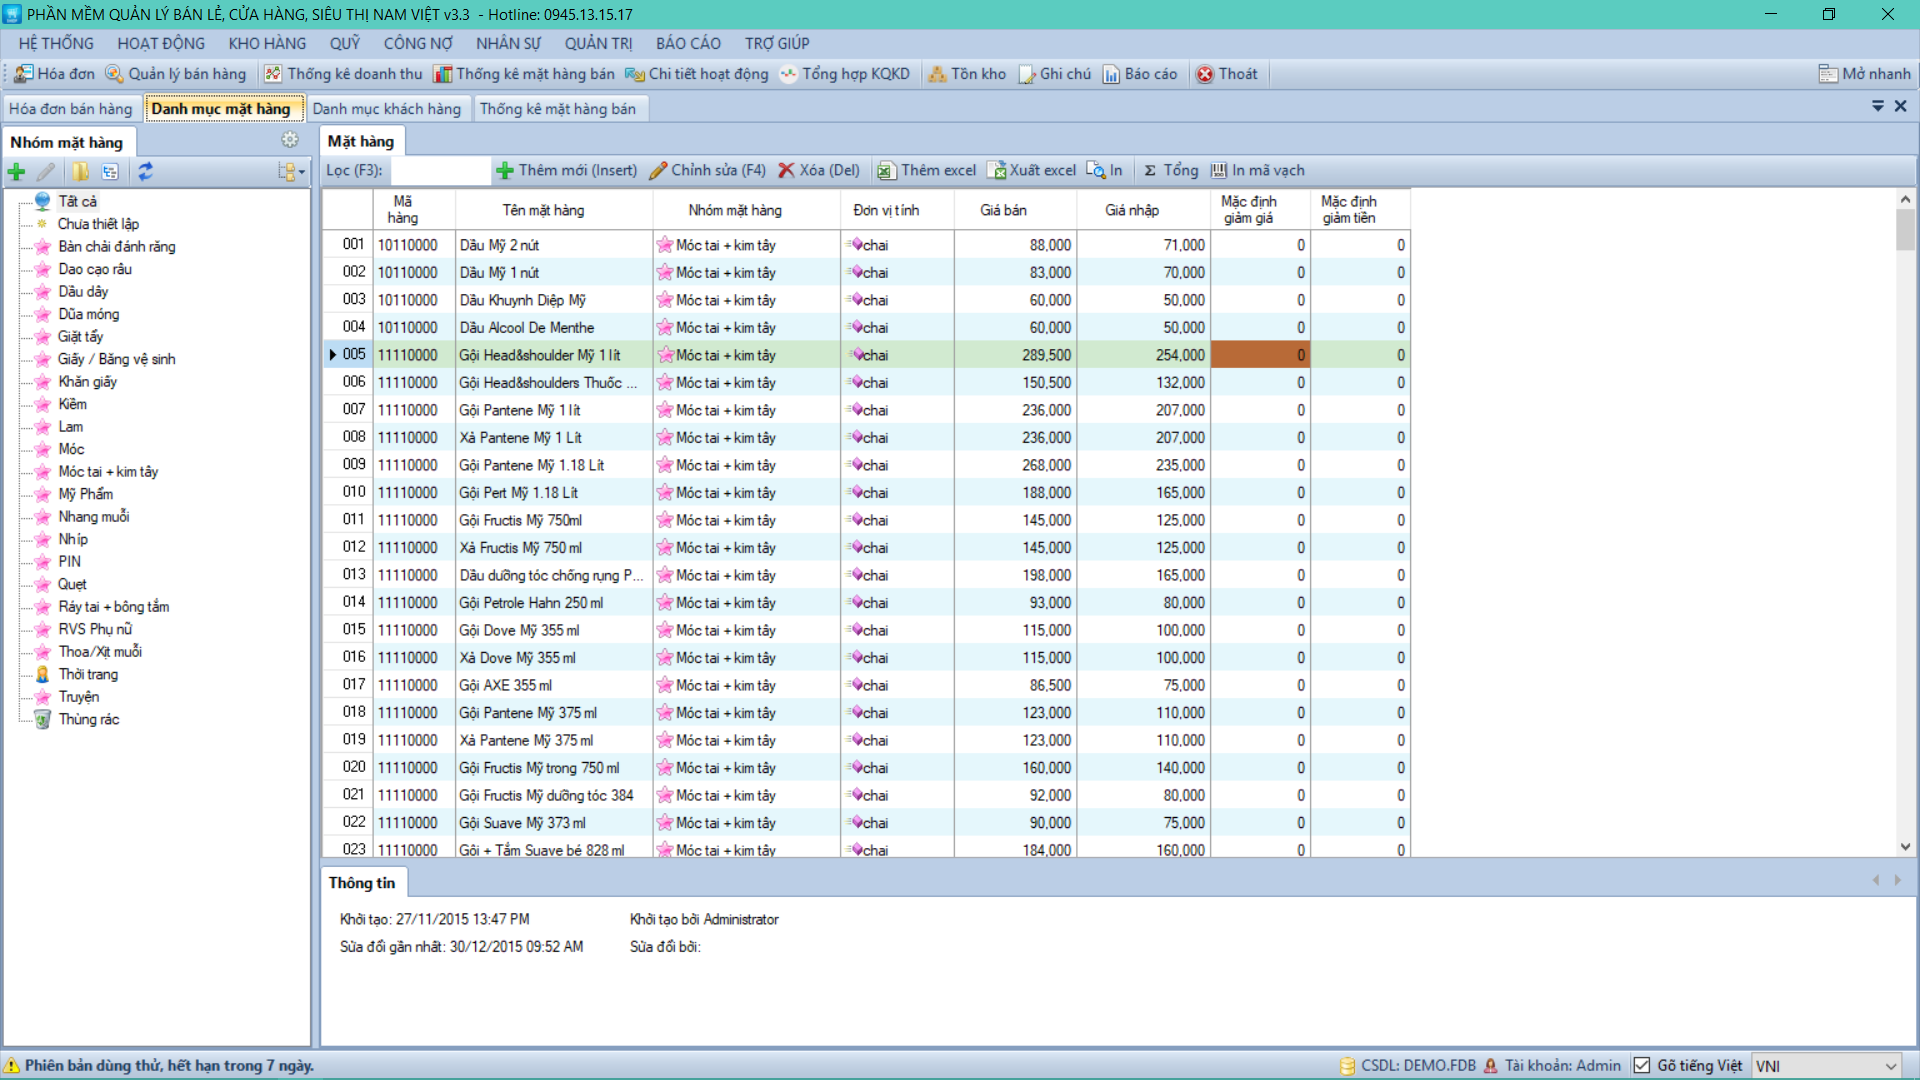 PHẦN MỀM QUẢN LÝ BÁN LẺ, CỬA HÀNG, SIÊU THỊ NAM VIỆT v3.3 - Hotline: 0945.13.15.17
HỆ THỐNG HOẠT ĐỘNG KHO HÀNG QUỸ CÔNG NỢ NHÂN SỰ QUẢN TRỊ BÁO CÁO TRỢ GIÚP
Hóa đơn Quản lý bán hàng Thống kê doanh thu Thống kê mặt hàng bán Chi tiết hoạt động Tổng hợp KQKD Tồn kho Ghi chú Báo cáo Thoát Mở nhanh
Hóa đơn bán hàng Danh mục mặt hàng Danh mục khách hàng Thống kê mặt hàng bán
Nhóm mặt hàng
Tất cả
Chưa thiết lập
Bàn chải đánh răng
Dao cạo râu
Dầu dây
Dũa móng
Giặt tẩy
Giấy / Băng vệ sinh
Khăn giấy
Kiềm
Lam
Móc
Móc tai + kim tây
Mỹ Phẩm
Nhang muỗi
Nhíp
PIN
Quẹt
Ráy tai + bông tắm
RVS Phụ nữ
Thoa/Xịt muỗi
Thời trang
Truyện
Thùng rác
Mặt hàng
Lọc (F3): Thêm mới (Insert) Chỉnh sửa (F4) Xóa (Del) Thêm excel Xuất excel In Σ Tổng In mã vạch
Mã hàng Tên mặt hàng Nhóm mặt hàng Đơn vị tính Giá bán Giá nhập Mặc định giảm giá Mặc định giảm tiền
001 10110000 Dầu Mỹ 2 nút Móc tai + kim tây chai 88,000 71,000 0 0
002 10110000 Dầu Mỹ 1 nút Móc tai + kim tây chai 83,000 70,000 0 0
003 10110000 Dầu Khuynh Diệp Mỹ Móc tai + kim tây chai 60,000 50,000 0 0
004 10110000 Dầu Alcool De Menthe Móc tai + kim tây chai 60,000 50,000 0 0
005 11110000 Gội Head&shoulder Mỹ 1 lít Móc tai + kim tây chai 289,500 254,000 0 0
006 11110000 Gội Head&shoulders Thuốc ... Móc tai + kim tây chai 150,500 132,000 0 0
007 11110000 Gội Pantene Mỹ 1 lít Móc tai + kim tây chai 236,000 207,000 0 0
008 11110000 Xả Pantene Mỹ 1 Lít Móc tai + kim tây chai 236,000 207,000 0 0
009 11110000 Gội Pantene Mỹ 1.18 Lít Móc tai + kim tây chai 268,000 235,000 0 0
010 11110000 Gội Pert Mỹ 1.18 Lít Móc tai + kim tây chai 188,000 165,000 0 0
011 11110000 Gội Fructis Mỹ 750ml Móc tai + kim tây chai 145,000 125,000 0 0
012 11110000 Xả Fructis Mỹ 750 ml Móc tai + kim tây chai 145,000 125,000 0 0
013 11110000 Dầu dưỡng tóc chống rụng P... Móc tai + kim tây chai 198,000 165,000 0 0
014 11110000 Gội Petrole Hahn 250 ml Móc tai + kim tây chai 93,000 80,000 0 0
015 11110000 Gội Dove Mỹ 355 ml Móc tai + kim tây chai 115,000 100,000 0 0
016 11110000 Xả Dove Mỹ 355 ml Móc tai + kim tây chai 115,000 100,000 0 0
017 11110000 Gội AXE 355 ml Móc tai + kim tây chai 86,500 75,000 0 0
018 11110000 Gội Pantene Mỹ 375 ml Móc tai + kim tây chai 123,000 110,000 0 0
019 11110000 Xả Pantene Mỹ 375 ml Móc tai + kim tây chai 123,000 110,000 0 0
020 11110000 Gội Fructis Mỹ trong 750 ml Móc tai + kim tây chai 160,000 140,000 0 0
021 11110000 Gội Fructis Mỹ dưỡng tóc 384 Móc tai + kim tây chai 92,000 80,000 0 0
022 11110000 Gội Suave Mỹ 373 ml Móc tai + kim tây chai 90,000 75,000 0 0
023 11110000 Gội + Tắm Suave bé 828 ml Móc tai + kim tây chai 184,000 160,000 0 0
Thông tin
Khởi tạo: 27/11/2015 13:47 PM Khởi tạo bởi Administrator
Sửa đổi gần nhất: 30/12/2015 09:52 AM Sửa đổi bởi:
Phiên bản dùng thử, hết hạn trong 7 ngày. CSDL: DEMO.FDB Tài khoản: Admin Gõ tiếng Việt VNI